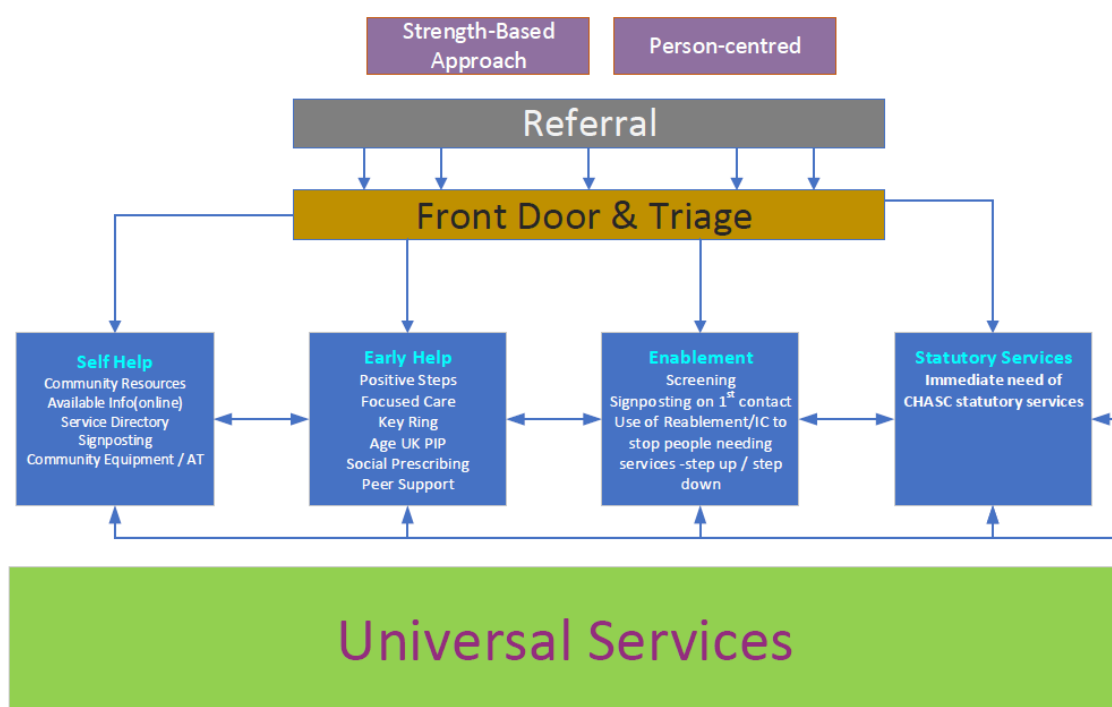 Strength-Based
Approach
Person-centred
Referral
Front Door & Triage
Self Help
Community Resources
Available Info(online)
Service Directory
Signposting
Community Equipment / AT
Early Help
Positive Steps
Focused Care
Key Ring
Age UK PIP
Social Prescribing
Peer Support
Enablement
Screening
Signposting on 1st contact
Use of Reablement/IC to
stop people needing
services -step up / step
down
Statutory Services
Immediate need of
CHASC statutory services
Universal Services